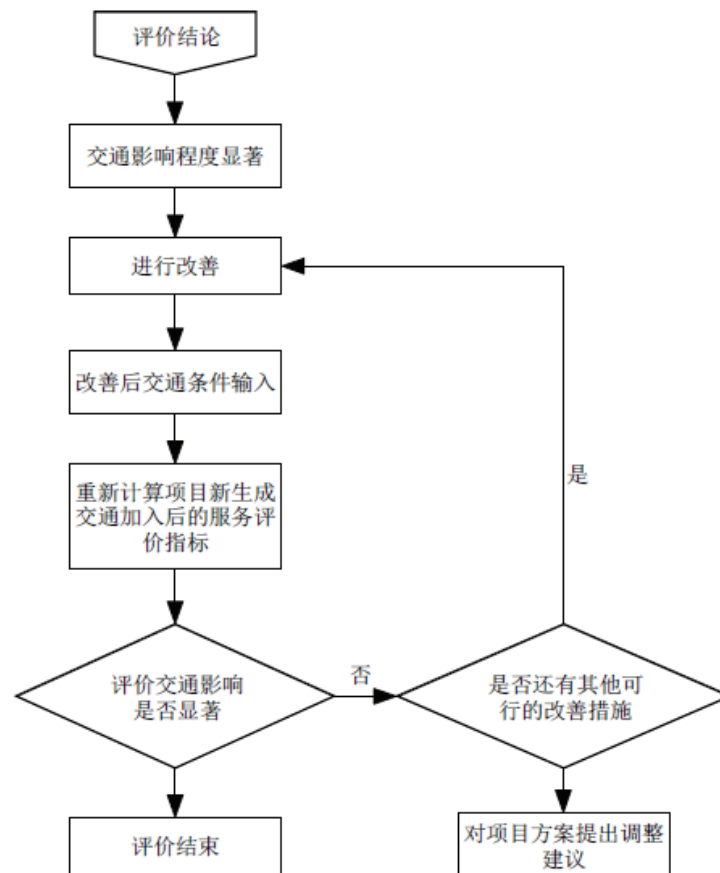 评价结论
交通影响程度显著
进行改善
改善后交通条件输入
重新计算项目新生成
交通加入后的服务评
价指标
是
评价交通影响
是否显著
否
是否还有其他可
行的改善措施
评价结束
对项目方案提出调整
建议